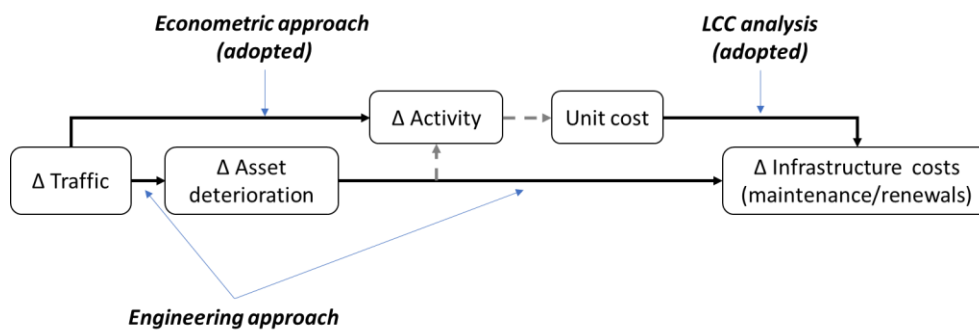 Econometric approach
(adopted)
LCC analysis
(adopted)
Δ Activity
Unit cost
Δ Traffic
Δ Asset
deterioration
Δ Infrastructure costs
(maintenance/renewals)
Engineering approach